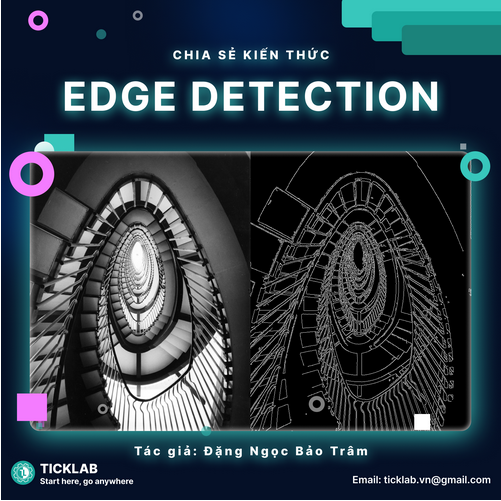 CHIA SẺ KIẾN THỨC
EDGE DETECTION
Tác giả: Đặng Ngọc Bảo Trâm
TICKLAB
Start here, go anywhere
Email: ticklab.vn@gmail.com